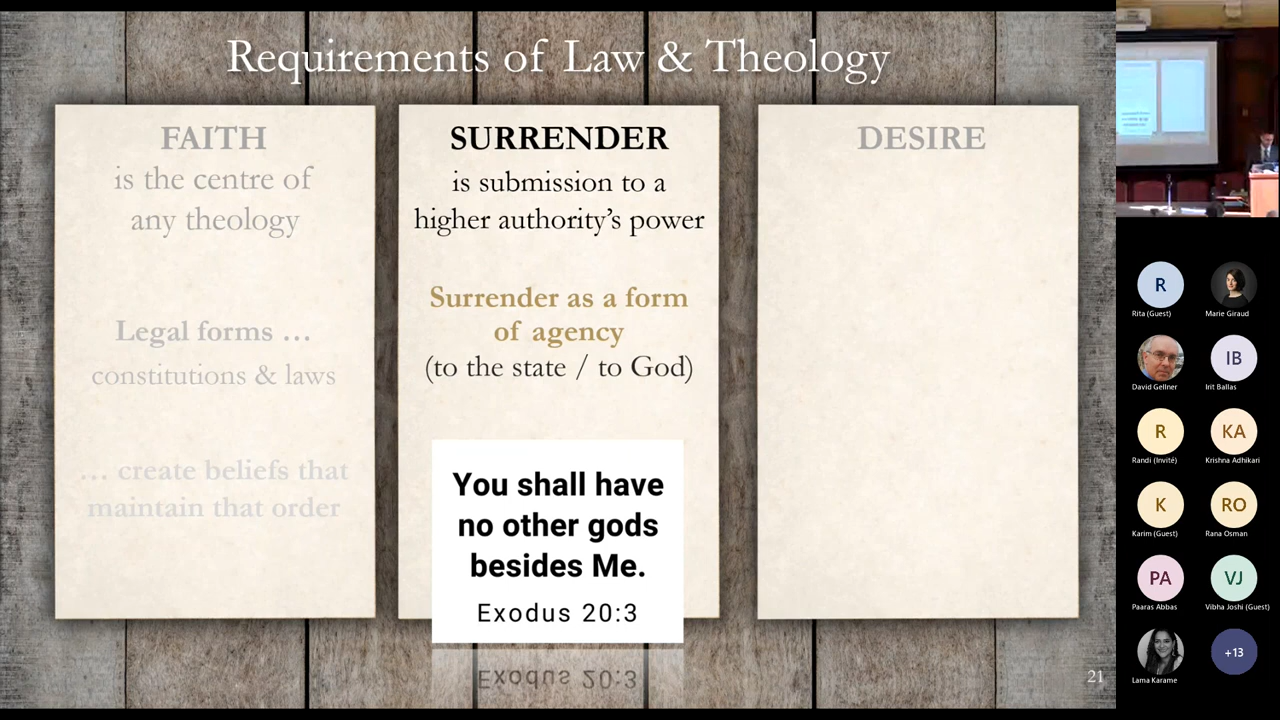 Requirements of Law & Theology
FAITH
is the centre of
any theology
Legal forms …
constitutions & laws
… create beliefs that
maintain that order
SURRENDER
is submission to a
higher authority’s power
Surrender as a form
of agency
(to the state / to God)
You shall have
no other gods
besides Me.
Exodus 20:3
Exodus 20:3
DESIRE
21
R
Rita (Guest)
Marie Giraud
David Gellner
IB
Irit Ballas
R
Randi (Invité)
KA
Krishna Adhikari
K
Karim (Guest)
RO
Rana Osman
PA
Paaras Abbas
VJ
Vibha Joshi (Guest)
Lama Karame
+13